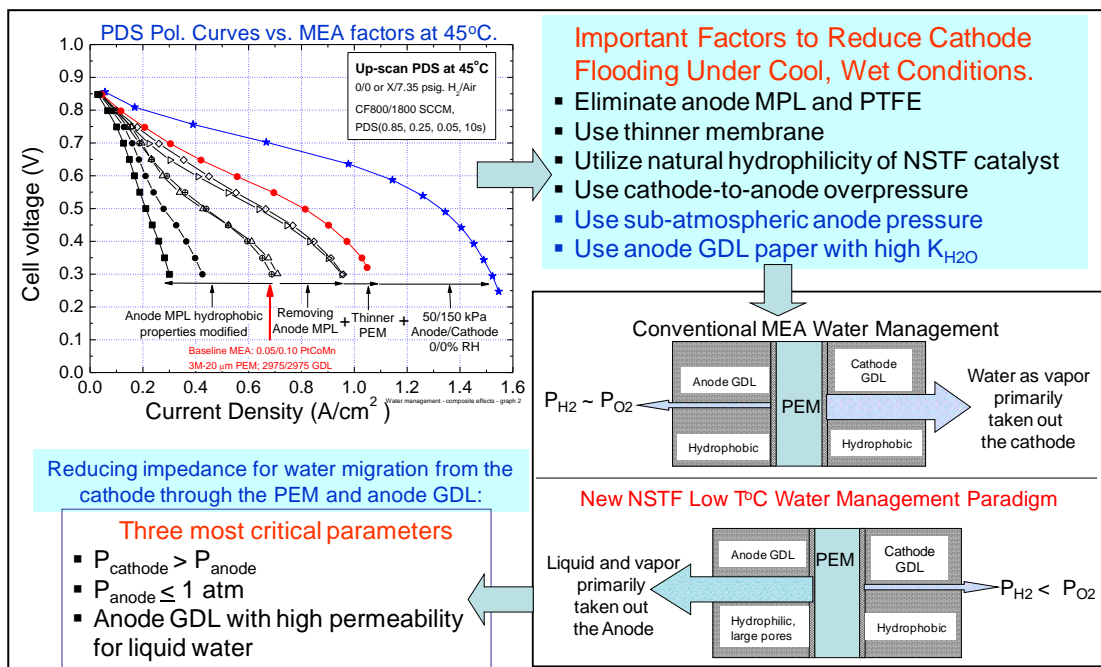 PDS Pol. Curves vs. MEA factors at 45°C.
Up-scan PDS at 45°C
0/0 or X/7.35 psig. H2/Air
CF800/1800 SCCM,
PDS(0.85, 0.25, 0.05, 10s)
Cell voltage (V)
1.0
0.9
0.8
0.7
0.6
0.5
0.4
0.3
0.2
0.1
0.0
Anode MPL hydrophobic
properties modified
Removing
Anode MPL
+
Thinner
PEM
+
50/150 kPa
Anode/Cathode
0/0% RH
Baseline MEA: 0.05/0.10 PtCoMn
3M-20 μm PEM; 2975/2975 GDL
0.0 0.2 0.4 0.6 0.8 1.0 1.2 1.4 1.6
Current Density (A/cm2)
Water management - composite effects - graph 2
Important Factors to Reduce Cathode
Flooding Under Cool, Wet Conditions.
▪ Eliminate anode MPL and PTFE
▪ Use thinner membrane
▪ Utilize natural hydrophilicity of NSTF catalyst
▪ Use cathode-to-anode overpressure
▪ Use sub-atmospheric anode pressure
▪ Use anode GDL paper with high KH2O
Conventional MEA Water Management
PH2 ~ PO2
Anode GDL
Hydrophobic
PEM
Cathode
GDL
Hydrophobic
Water as vapor
primarily
taken out
the cathode
New NSTF Low T°C Water Management Paradigm
Liquid and vapor
primarily
taken out
the Anode
Anode GDL
Hydrophilic,
large pores
PEM
Cathode
GDL
Hydrophobic
PH2 < PO2
Reducing impedance for water migration from the
cathode through the PEM and anode GDL:
Three most critical parameters
▪ Pcathode > Panode
▪ Panode ≤ 1 atm
▪ Anode GDL with high permeability
for liquid water